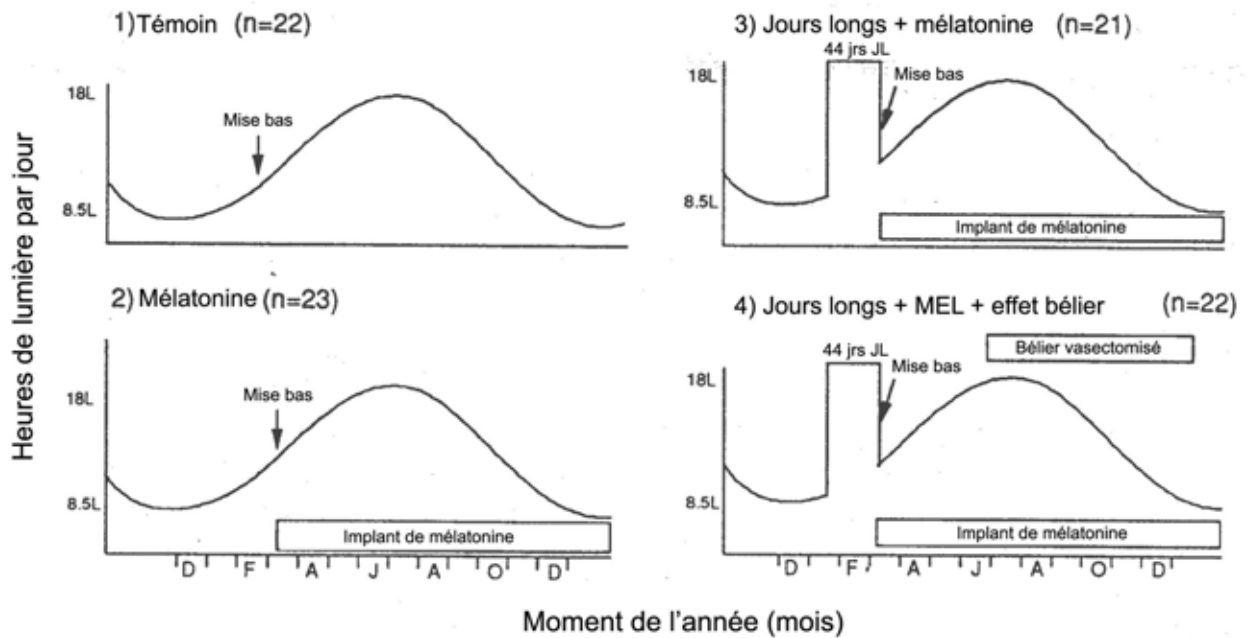 Heures de lumière par jour
1) Témoin (n=22)
18L
Mise bas
8.5L
2) Mélatonine (n=23)
18L
Mise bas
8.5L
Implant de mélatonine
D F A J A O D
3) Jours longs + mélatonine (n=21)
44 jrs JL
18L
Mise bas
8.5L
Implant de mélatonine
4) Jours longs + MEL + effet bélier (n=22)
44 jrs JL
Bélier vasectomisé
18L
Mise bas
8.5L
Implant de mélatonine
D F A J A O D
Moment de l'année (mois)